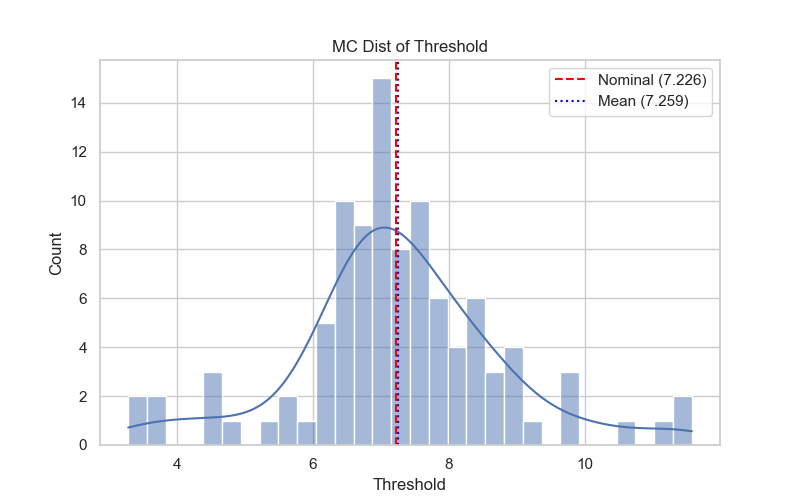 MC Dist of Threshold
Nominal (7.226)
Mean (7.259)
Count
14
12
10
8
6
4
2
0
4
6
8
10
Threshold